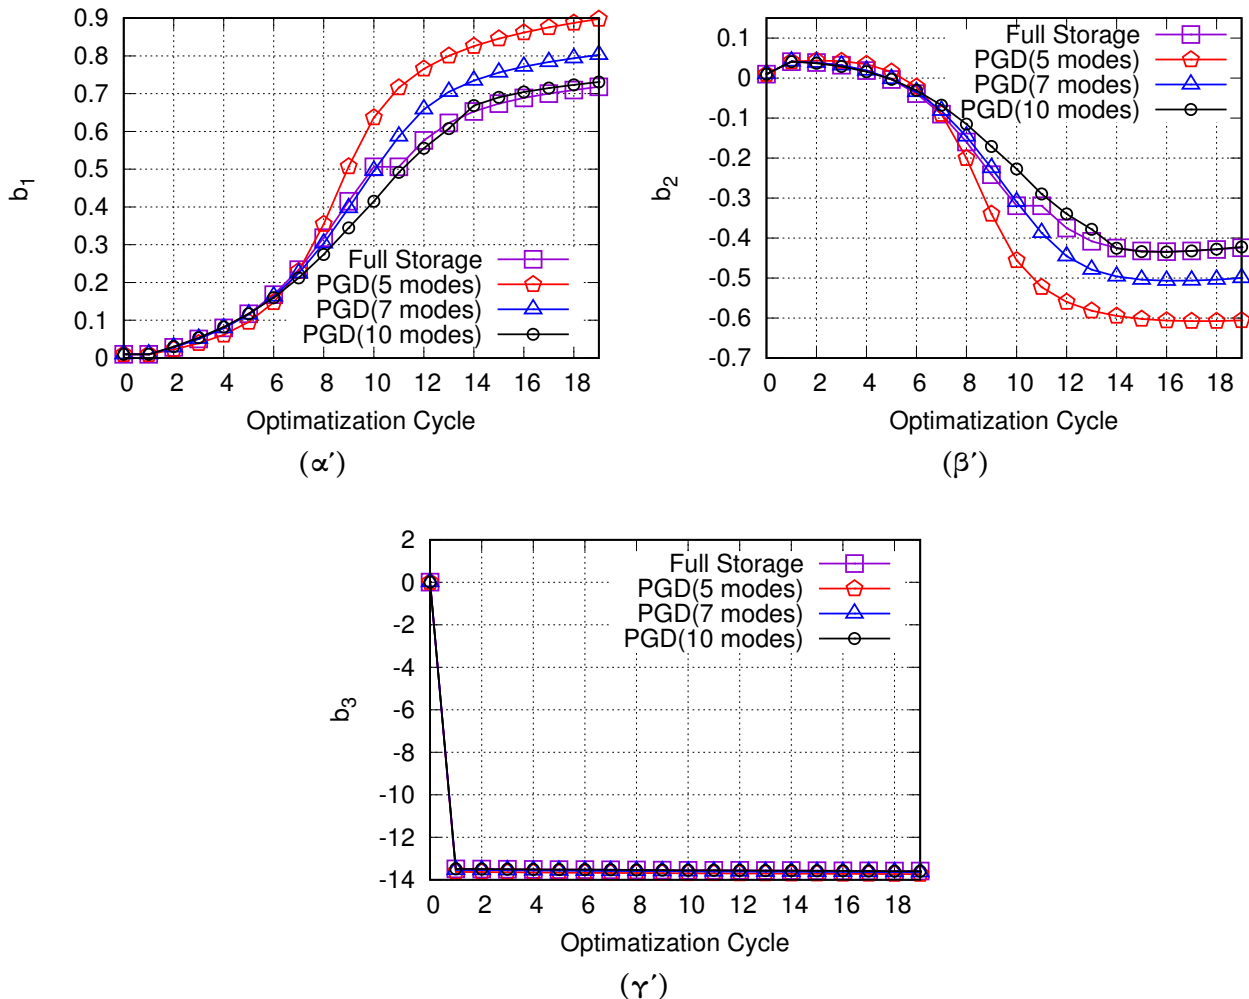 0.9
0.8
0.7
0.6
0.5
0.4
0.3
0.2
0.1
0
b1
Full Storage
PGD(5 modes)
PGD(7 modes)
PGD(10 modes)
0 2 4 6 8 10 12 14 16 18
Optimatization Cycle
(α′)
0.1
0
-0.1
-0.2
-0.3
-0.4
-0.5
-0.6
-0.7
b2
Full Storage
PGD(5 modes)
PGD(7 modes)
PGD(10 modes)
0 2 4 6 8 10 12 14 16 18
Optimatization Cycle
(β′)
2
0
-2
-4
-6
-8
-10
-12
-14
b3
Full Storage
PGD(5 modes)
PGD(7 modes)
PGD(10 modes)
0 2 4 6 8 10 12 14 16 18
Optimatization Cycle
(γ′)